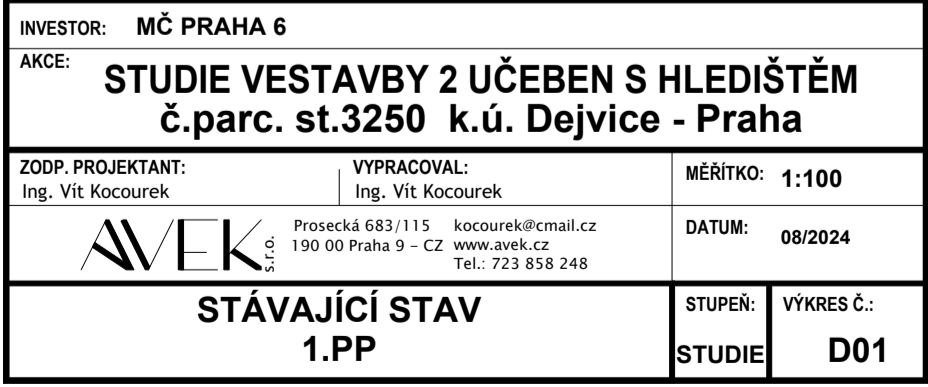 INVESTOR: MČ PRAHA 6
AKCE:
STUDIE VESTAVBY 2 UČEBEN S HLEDIŠTĚM
č.parc. st.3250 k.ú. Dejvice - Praha
ZODP. PROJEKTANT:
Ing. Vít Kocourek
VYPRACOVAL:
Ing. Vít Kocourek
MĚŘÍTKO: 1:100
AVEK s.r.o.
Prosecká 683/115 kocourek@cmail.cz
190 00 Praha 9 - CZ www.avek.cz
Tel.: 723 858 248
DATUM: 08/2024
STÁVAJÍCÍ STAV
1.PP
STUPEŇ:
STUDIE
VÝKRES Č.:
D01